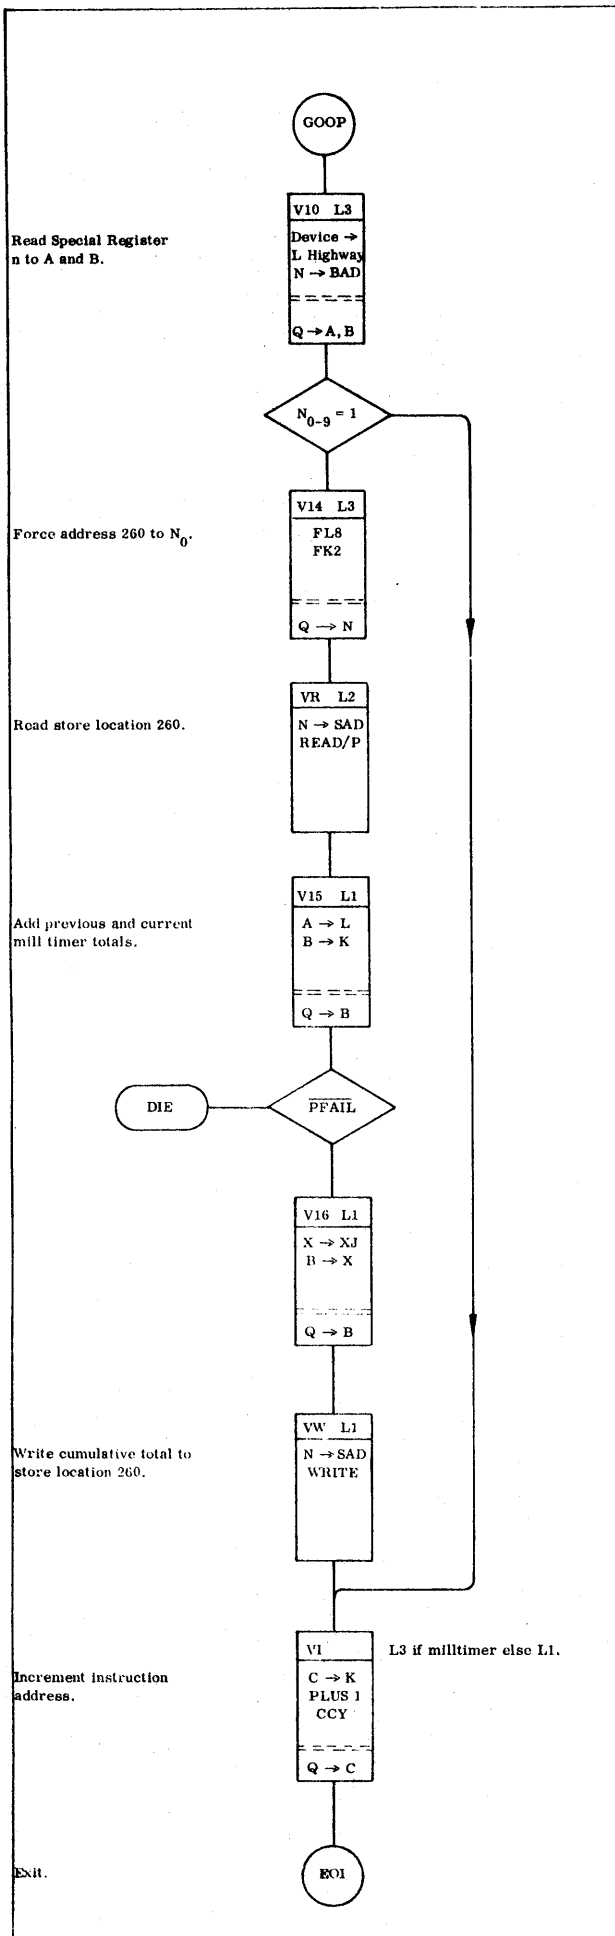 GOOP
V10 L3
Read Special Register
n to A and B.
Device →
L Highway
N → BAD
Q → A, B
N0-9 = 1
V14 L3
Force address 260 to N0.
FL8
FK2
Q → N
VR L2
Read store location 260.
N → SAD
READ/P
V15 L1
Add previous and current
mill timer totals.
A → L
B → K
Q → B
DIE
PFAIL
V16 L1
X → XJ
B → X
Q → B
VW L1
Write cumulative total to
store location 260.
N → SAD
WRITE
VI
L3 if milltimer else L1.
Increment instruction
address.
C → K
PLUS 1
CCY
Q → C
Exit.
EOI